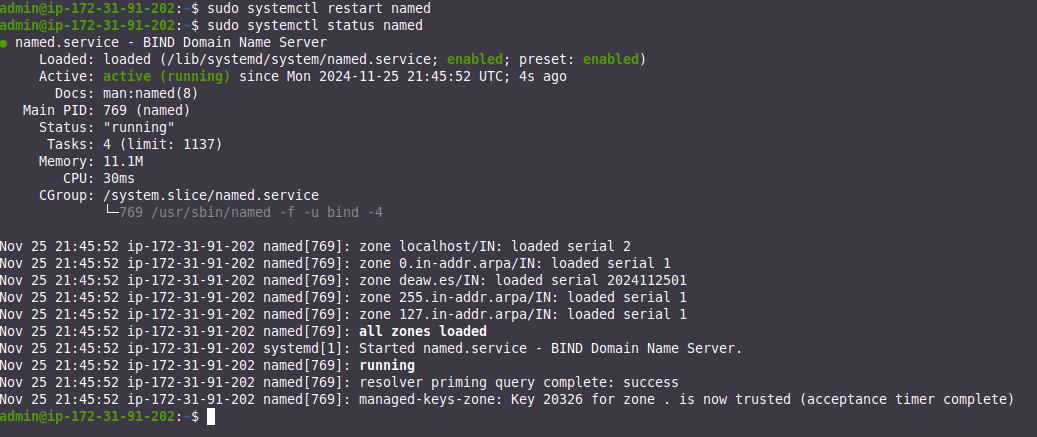 admin@ip-172-31-91-202:~$ sudo systemctl restart named
admin@ip-172-31-91-202:~$ sudo systemctl status named
● named.service - BIND Domain Name Server
     Loaded: loaded (/lib/systemd/system/named.service; enabled; preset: enabled)
     Active: active (running) since Mon 2024-11-25 21:45:52 UTC; 4s ago
       Docs: man:named(8)
   Main PID: 769 (named)
     Status: "running"
      Tasks: 4 (limit: 1137)
     Memory: 11.1M
        CPU: 30ms
     CGroup: /system.slice/named.service
             └─769 /usr/sbin/named -f -u bind -4
Nov 25 21:45:52 ip-172-31-91-202 named[769]: zone localhost/IN: loaded serial 2
Nov 25 21:45:52 ip-172-31-91-202 named[769]: zone 0.in-addr.arpa/IN: loaded serial 1
Nov 25 21:45:52 ip-172-31-91-202 named[769]: zone deaw.es/IN: loaded serial 2024112501
Nov 25 21:45:52 ip-172-31-91-202 named[769]: zone 255.in-addr.arpa/IN: loaded serial 1
Nov 25 21:45:52 ip-172-31-91-202 named[769]: zone 127.in-addr.arpa/IN: loaded serial 1
Nov 25 21:45:52 ip-172-31-91-202 named[769]: all zones loaded
Nov 25 21:45:52 ip-172-31-91-202 systemd[1]: Started named.service - BIND Domain Name Server.
Nov 25 21:45:52 ip-172-31-91-202 named[769]: running
Nov 25 21:45:52 ip-172-31-91-202 named[769]: resolver priming query complete: success
Nov 25 21:45:52 ip-172-31-91-202 named[769]: managed-keys-zone: Key 20326 for zone . is now trusted (acceptance timer complete)
admin@ip-172-31-91-202:~$